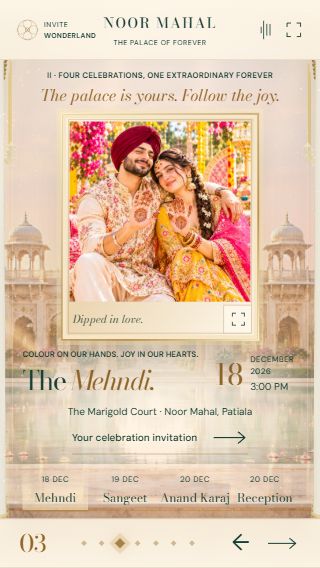 INVITE
WONDERLAND
NOOR MAHAL
THE PALACE OF FOREVER
II · FOUR CELEBRATIONS, ONE EXTRAORDINARY FOREVER
The palace is yours. Follow the joy.
Dipped in love.
COLOUR ON OUR HANDS. JOY IN OUR HEARTS.
The Mehndi.
18 DECEMBER 2026
3:00 PM
The Marigold Court · Noor Mahal, Patiala
Your celebration invitation
18 DEC 19 DEC 20 DEC 20 DEC
Mehndi Sangeet Anand Karaj Reception
03